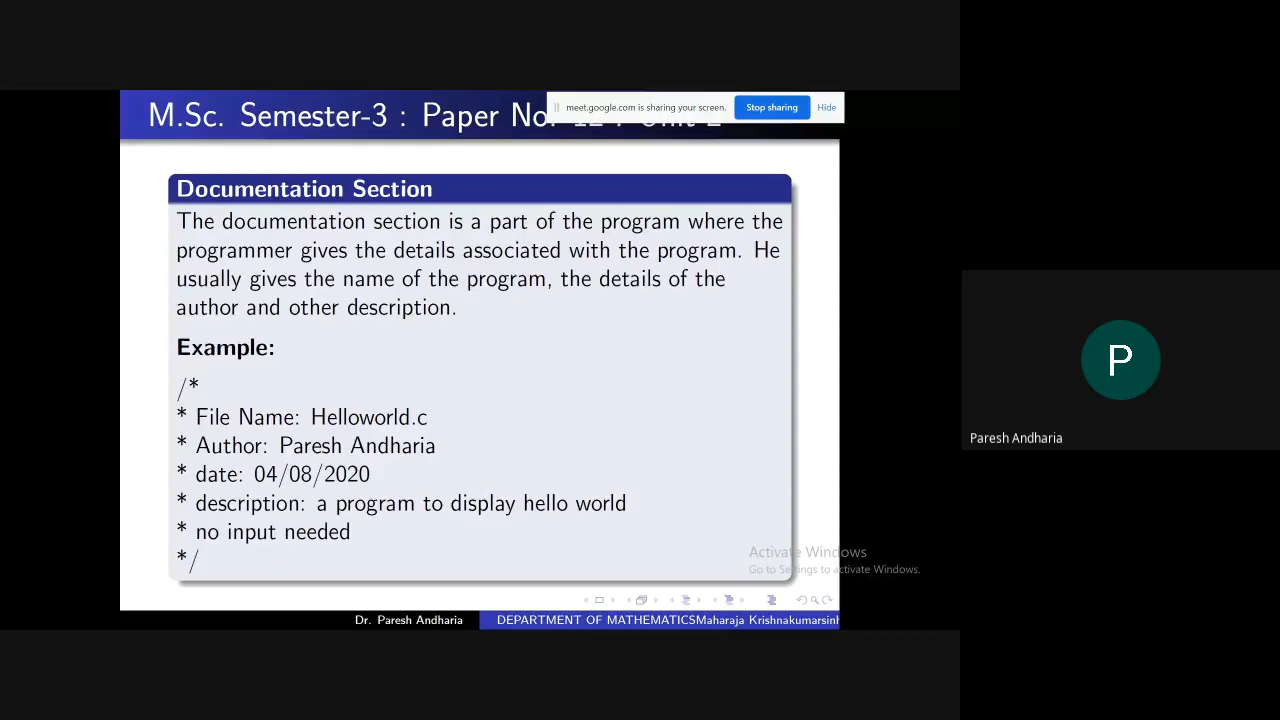 M.Sc. Semester-3 : Paper No.
meet.google.com is sharing your screen.
Stop sharing
Hide
Documentation Section
The documentation section is a part of the program where the
programmer gives the details associated with the program. He
usually gives the name of the program, the details of the
author and other description.
Example:
/*
* File Name: Helloworld.c
* Author: Paresh Andharia
* date: 04/08/2020
* description: a program to display hello world
* no input needed
*/
Activate Windows
Go to Settings to activate Windows.
Dr. Paresh Andharia
DEPARTMENT OF MATHEMATICSMaharaja Krishnakumarsinh
P
Paresh Andharia